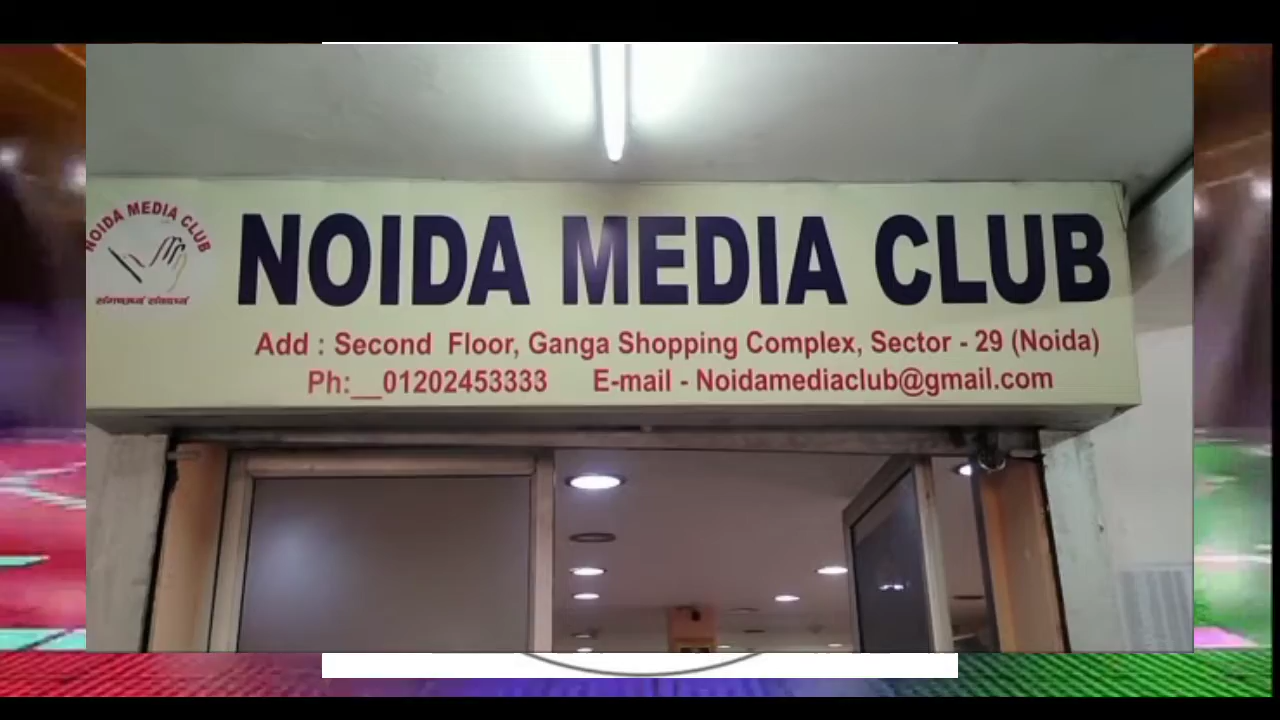 NOIDA MEDIA CLUB
NOIDA MEDIA CLUB
Add : Second Floor, Ganga Shopping Complex, Sector - 29 (Noida)
Ph:__01202453333 E-mail - Noidamediaclub@gmail.com